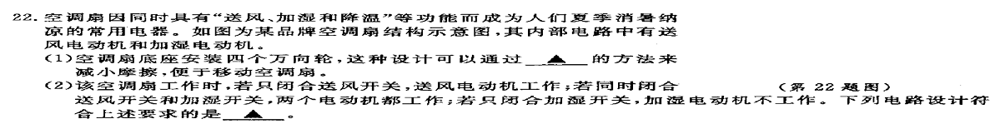 22. 空调扇因同时具有“送风、加湿和降温”等功能而成为人们夏季消暑纳
凉的常用电器。如图为某品牌空调扇结构示意图,其内部电路中有送
风电动机和加湿电动机。
(1)空调扇底座安装四个万向轮,这种设计可以通过 ▲ 的方法来
减小摩擦,便于移动空调扇。
(2)该空调扇工作时,若只闭合送风开关,送风电动机工作;若同时闭合
(第 22 题图)
送风开关和加湿开关,两个电动机都工作;若只闭合加湿开关,加湿电动机不工作。下列电路设计符
合上述要求的是 ▲ 。